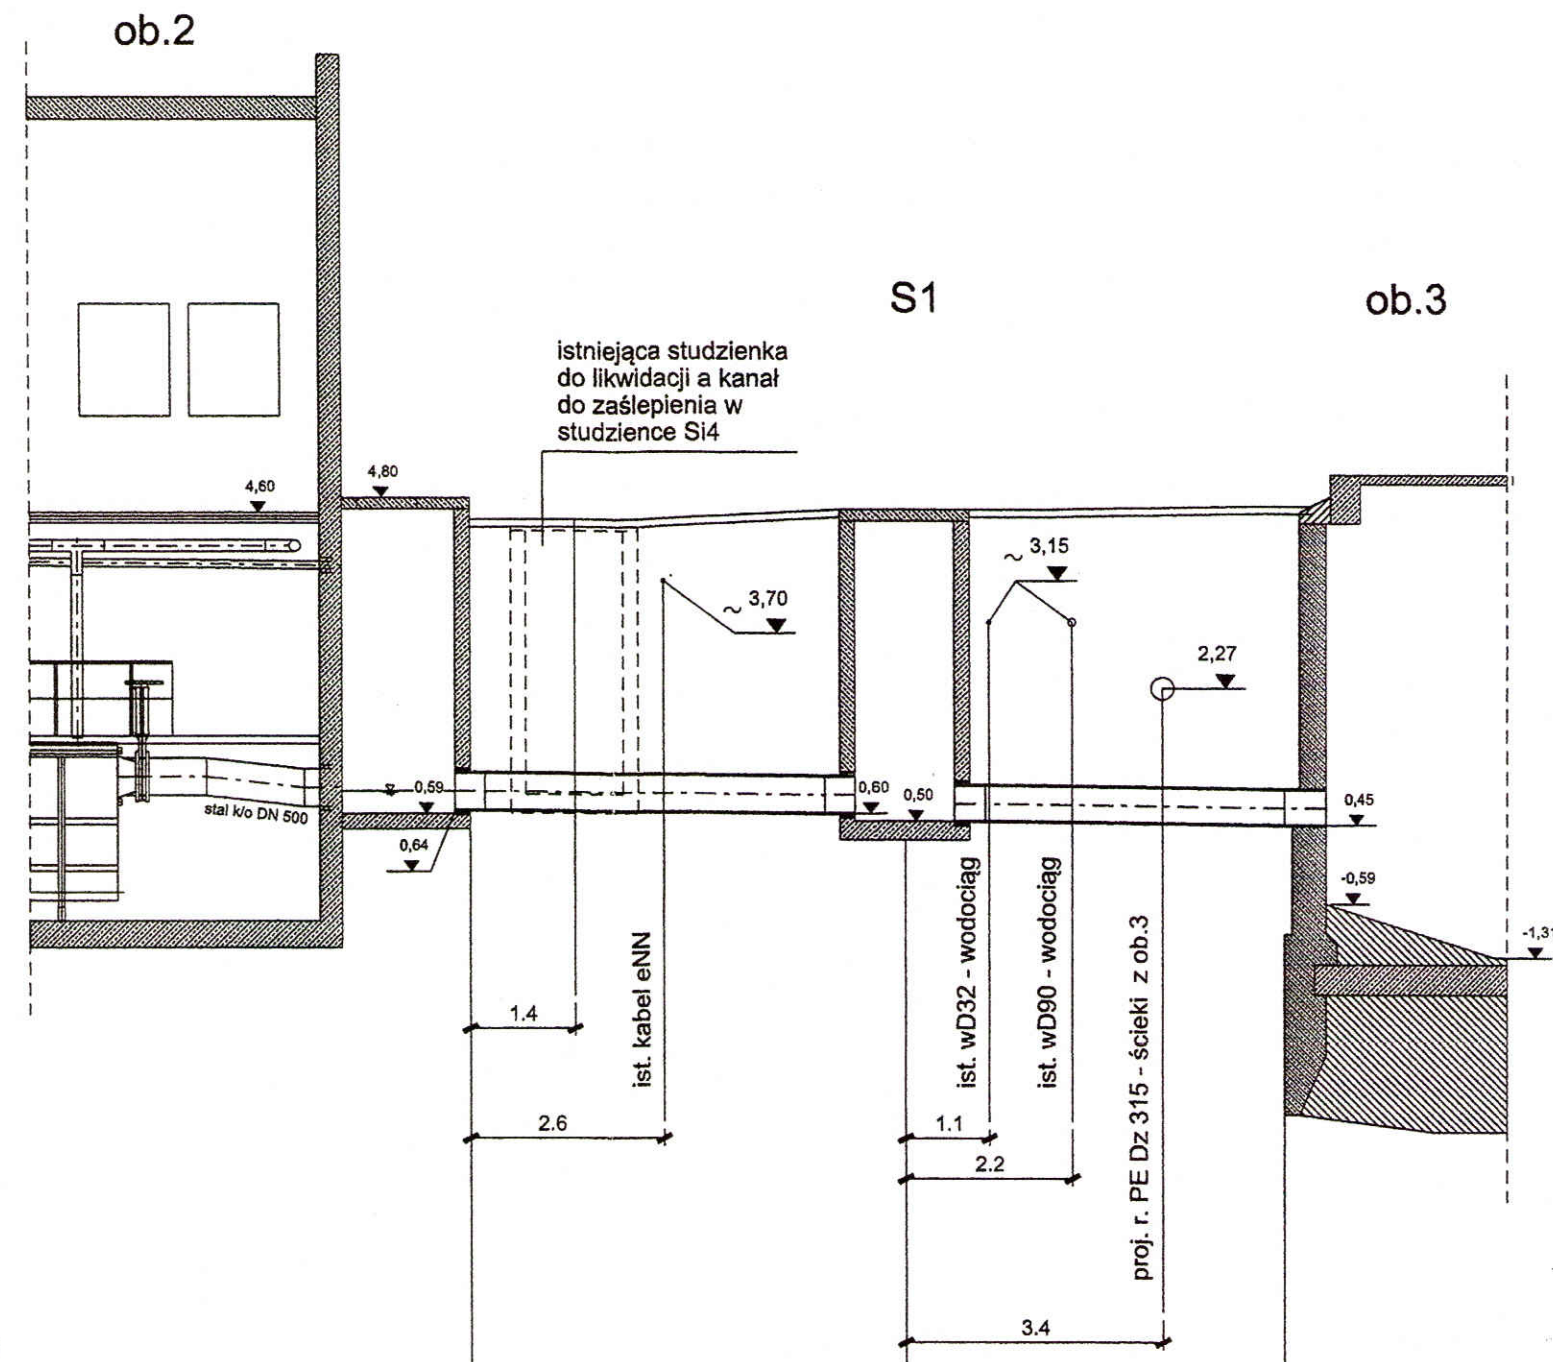 ob.2
S1
ob.3
istniejąca studzienka
do likwidacji a kanał
do zaślepienia w
studzience Si4
4,80
4,60
~ 3,15
~ 3,70
2,27
stal k/o DN 500
0,59
0,60
0,50
0,45
0,64
-0,59
-1,31
ist. kabel eNN
ist. wD32 - wodociąg
ist. wD90 - wodociąg
proj. r. PE Dz 315 - ścieki z ob.3
1.4
2.6
1.1
2.2
3.4